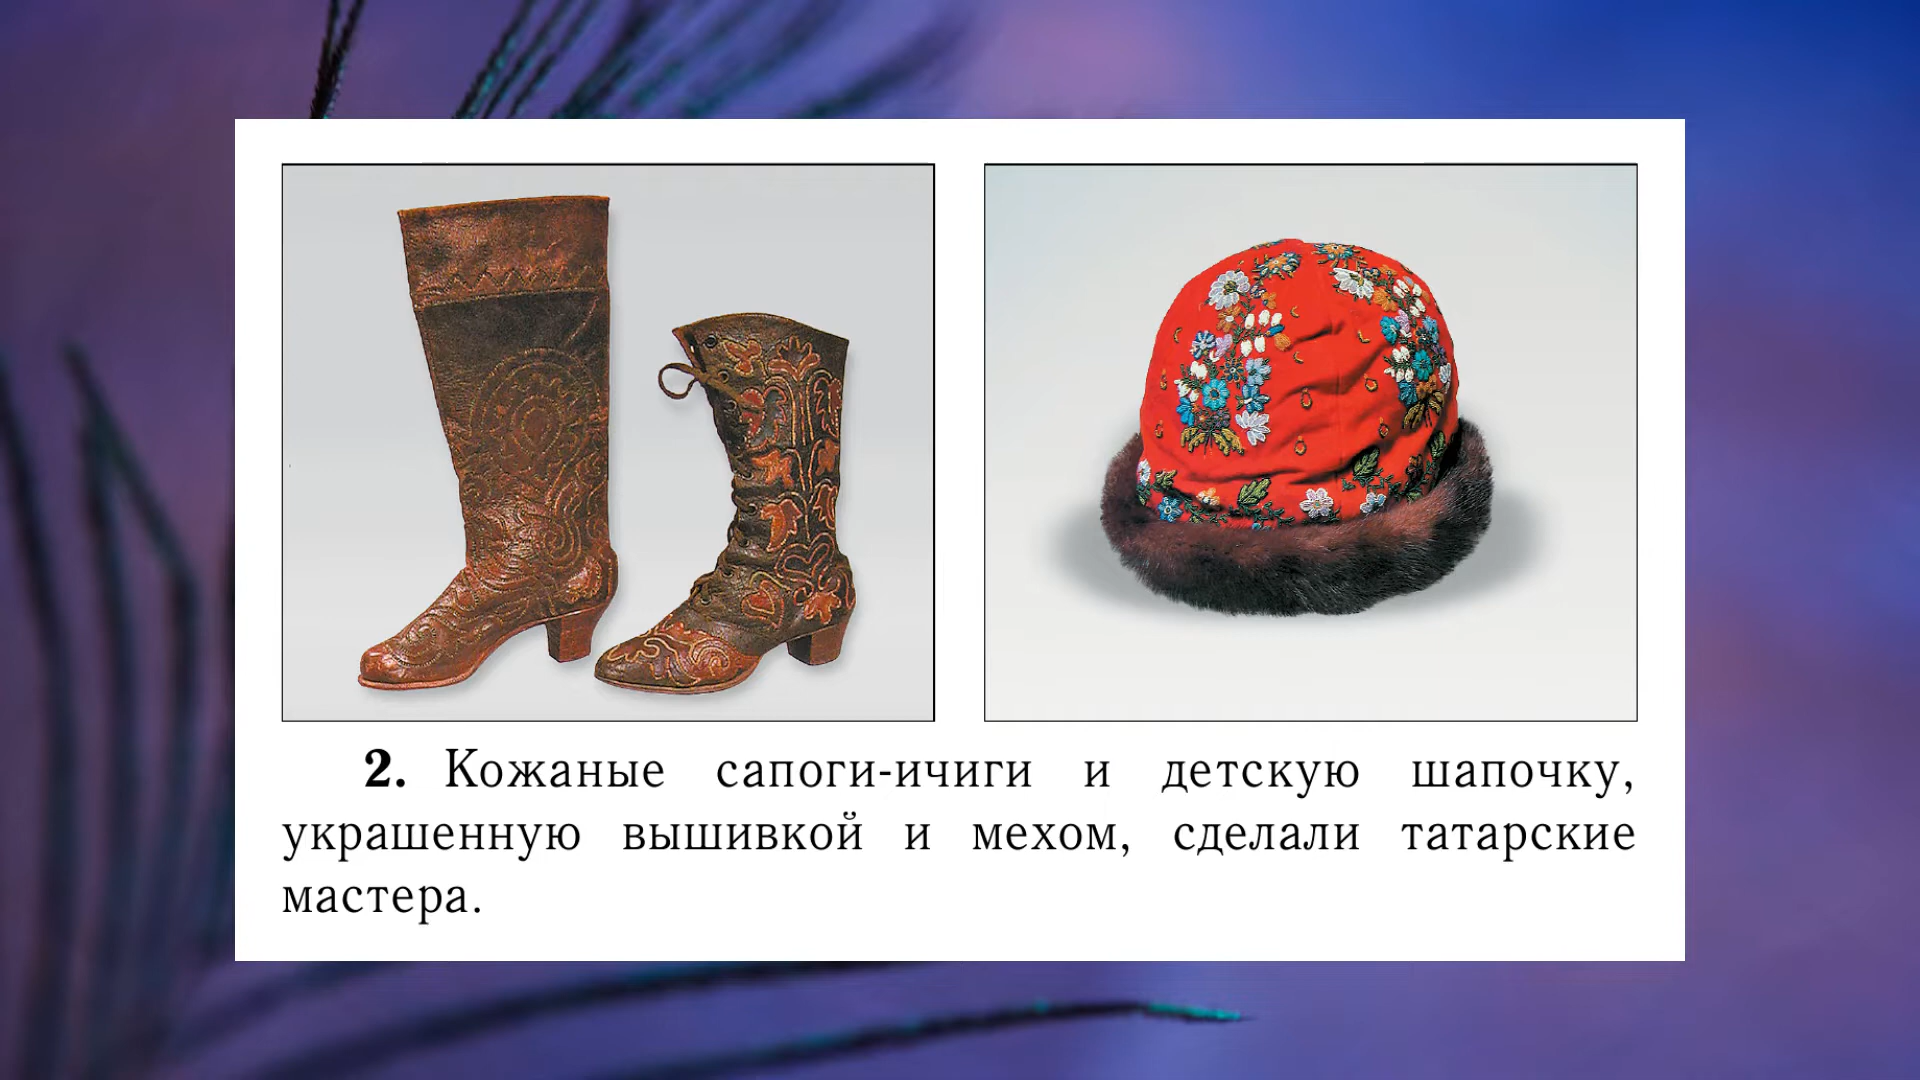 2. Кожаные сапоги-ичиги и детскую шапочку,
украшенную вышивкой и мехом, сделали татарские
мастера.